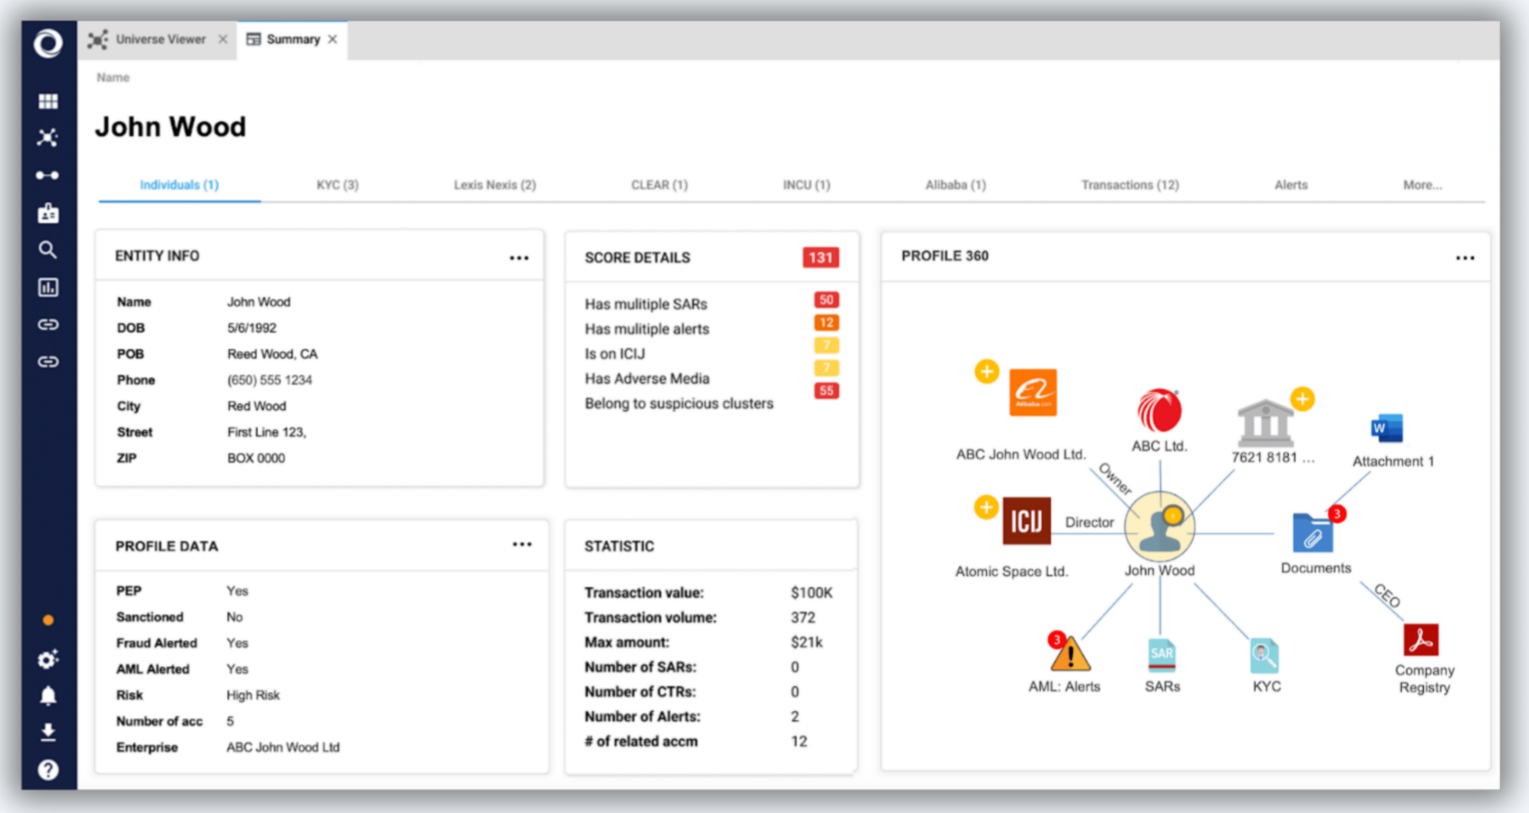 Universe Viewer
Summary
Name
John Wood
Individuals (1)
KYC (3)
Lexis Nexis (2)
CLEAR (1)
INCU (1)
Alibaba (1)
Transactions (12)
Alerts
More...
ENTITY INFO
Name John Wood
DOB 5/6/1992
POB Reed Wood, CA
Phone (650) 555 1234
City Red Wood
Street First Line 123,
ZIP BOX 0000
SCORE DETAILS 131
Has mulitiple SARs 50
Has mulitiple alerts 12
Is on ICIJ 7
Has Adverse Media 7
Belong to suspicious clusters 55
PROFILE 360
Alibaba.com
ABC John Wood Ltd.
ABC Ltd.
7621 8181 ...
W
Attachment 1
Owner
ICIJ
Director
Atomic Space Ltd.
John Wood
3
Documents
CEO
3
AML: Alerts
SAR
SARs
KYC
Company
Registry
PROFILE DATA
PEP Yes
Sanctioned No
Fraud Alerted Yes
AML Alerted Yes
Risk High Risk
Number of acc 5
Enterprise ABC John Wood Ltd
STATISTIC
Transaction value: $100K
Transaction volume: 372
Max amount: $21k
Number of SARs: 0
Number of CTRs: 0
Number of Alerts: 2
# of related accm 12